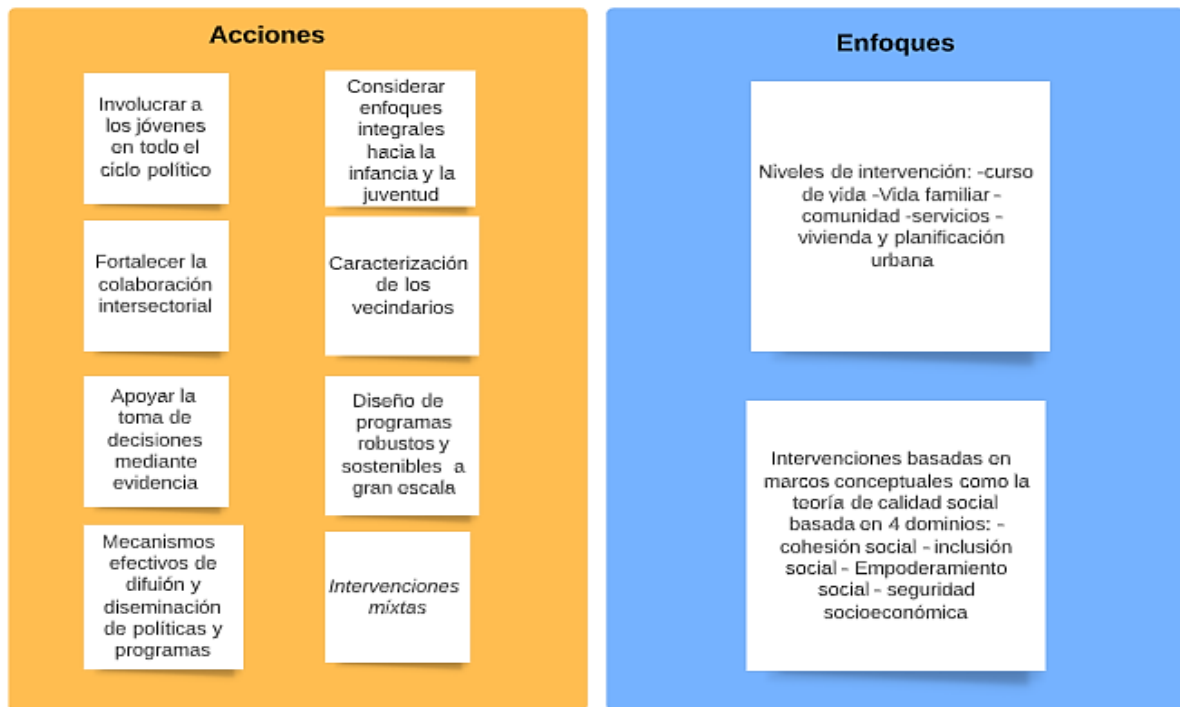 Acciones
Involucrar a
los jóvenes
en todo el
ciclo político
Considerar
enfoques
integrales
hacia la
infancia y la
juventud
Fortalecer la
colaboración
intersectorial
Caracterización
de los
vecindarios
Apoyar la
toma de
decisiones
mediante
evidencia
Diseño de
programas
robustos y
sostenibles a
gran escala
Mecanismos
efectivos de
difuión y
diseminación
de políticas y
programas
Intervenciones
mixtas
Enfoques
Niveles de intervención: -curso
de vida -Vida familiar -
comunidad -servicios -
vivienda y planificación
urbana
Intervenciones basadas en
marcos conceptuales como la
teoría de calidad social
basada en 4 dominios: -
cohesión social - inclusión
social - Empoderamiento
social - seguridad
socioeconómica